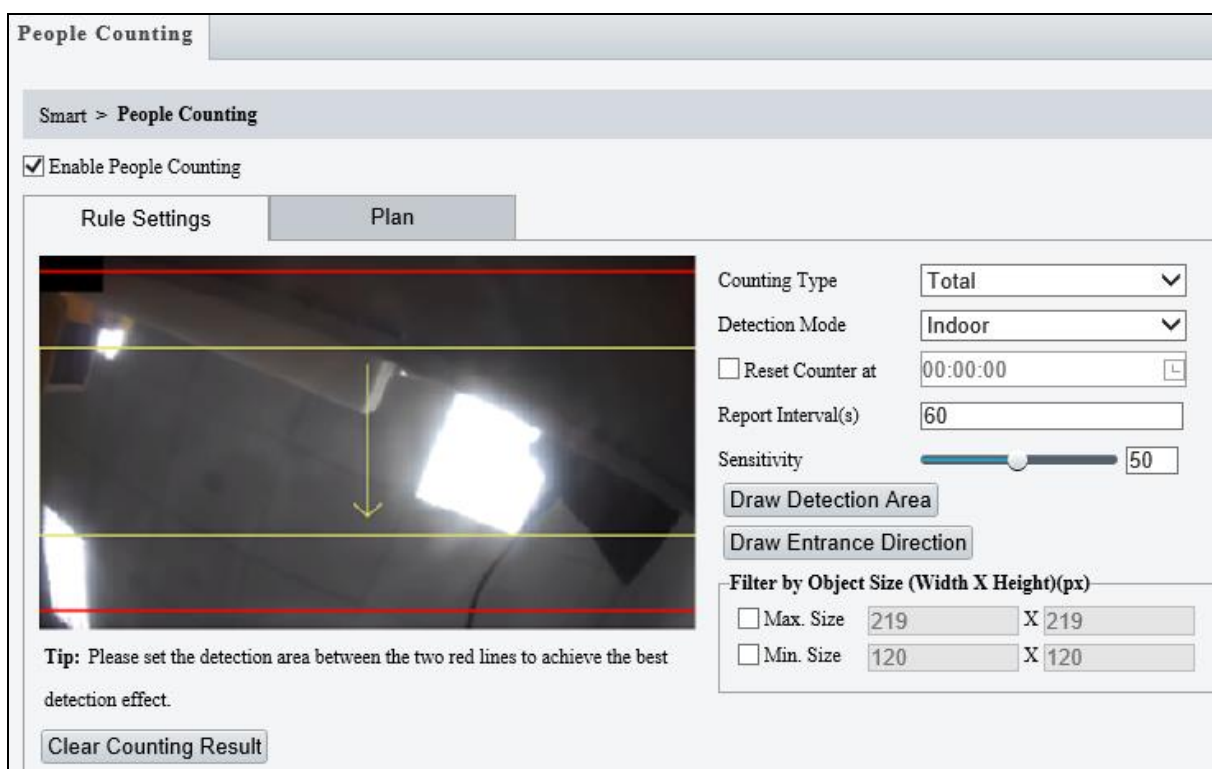 People Counting
Smart > People Counting
Enable People Counting
Rule Settings
Plan
Counting Type
Total
Detection Mode
Indoor
Reset Counter at
00:00:00
Report Interval(s)
60
Sensitivity
50
Draw Detection Area
Draw Entrance Direction
Filter by Object Size (Width X Height)(px)
Max. Size 219 X 219
Min. Size 120 X 120
Tip: Please set the detection area between the two red lines to achieve the best
detection effect.
Clear Counting Result